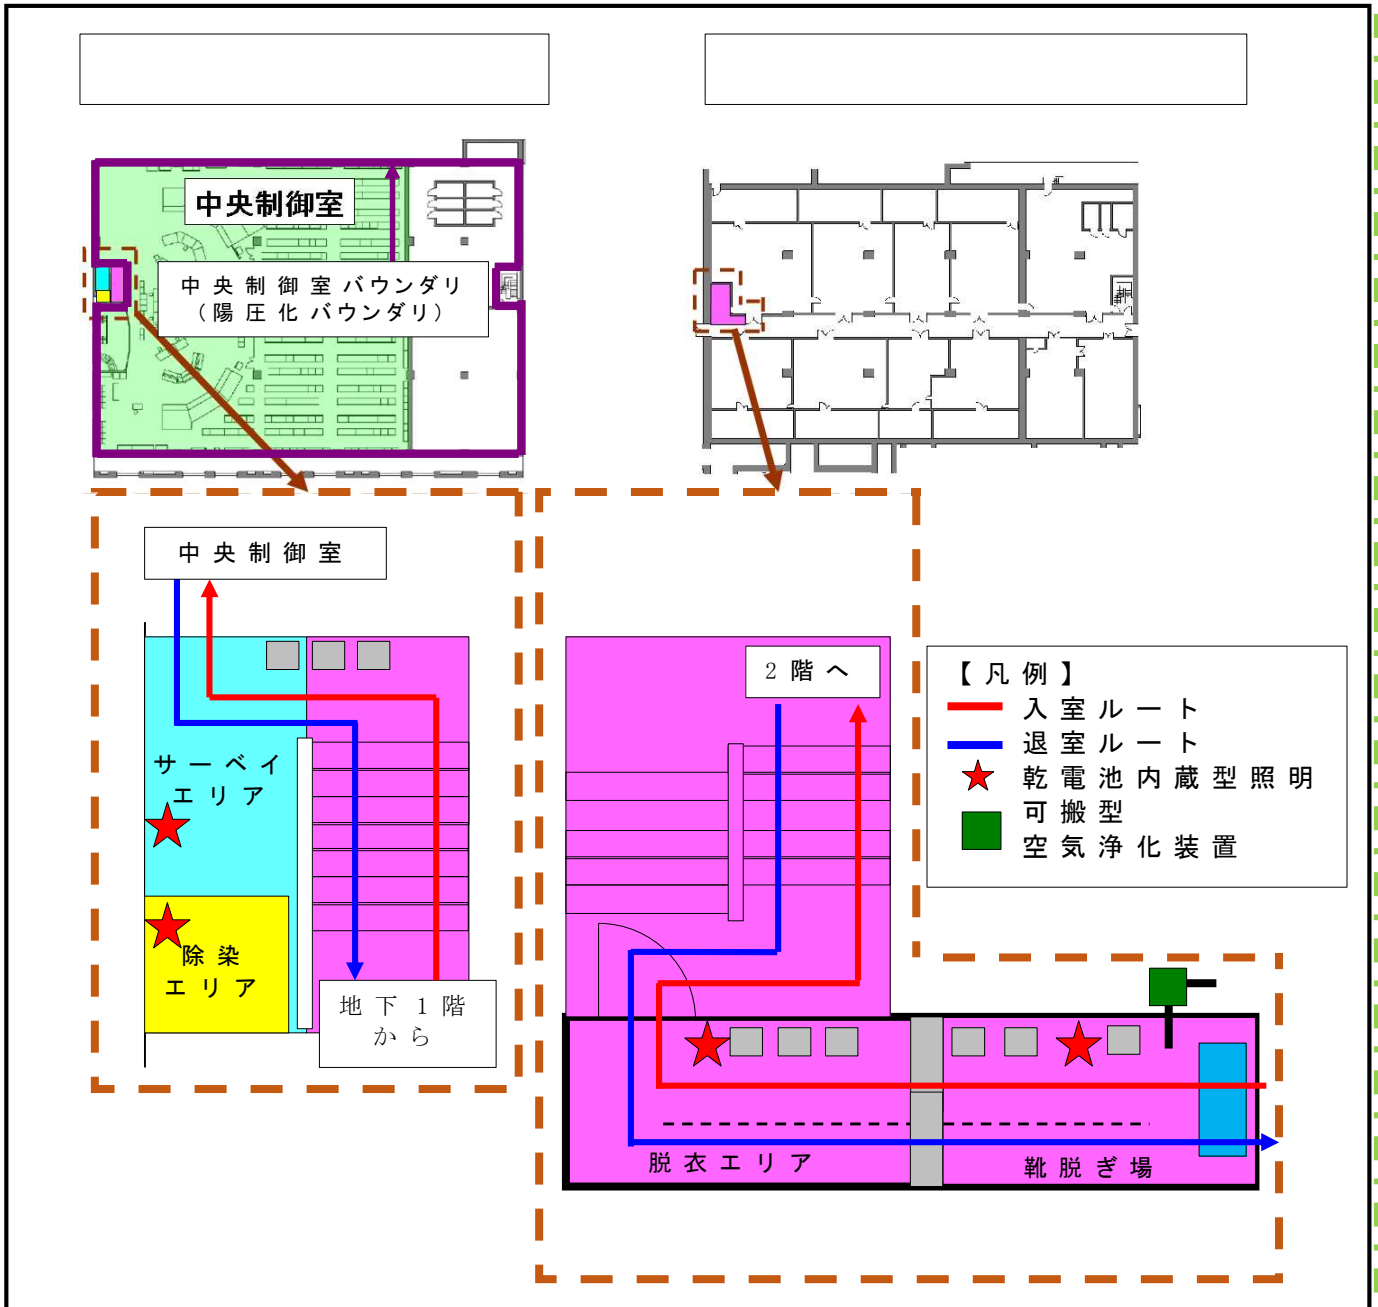 中央制御室
中央制御室バウンダリ
（陽圧化バウンダリ）
中央制御室
サーベイ
エリア
除染
エリア
地下1階
から
2階へ
脱衣エリア
靴脱ぎ場
【凡例】
入室ルート
退室ルート
乾電池内蔵型照明
可搬型
空気浄化装置